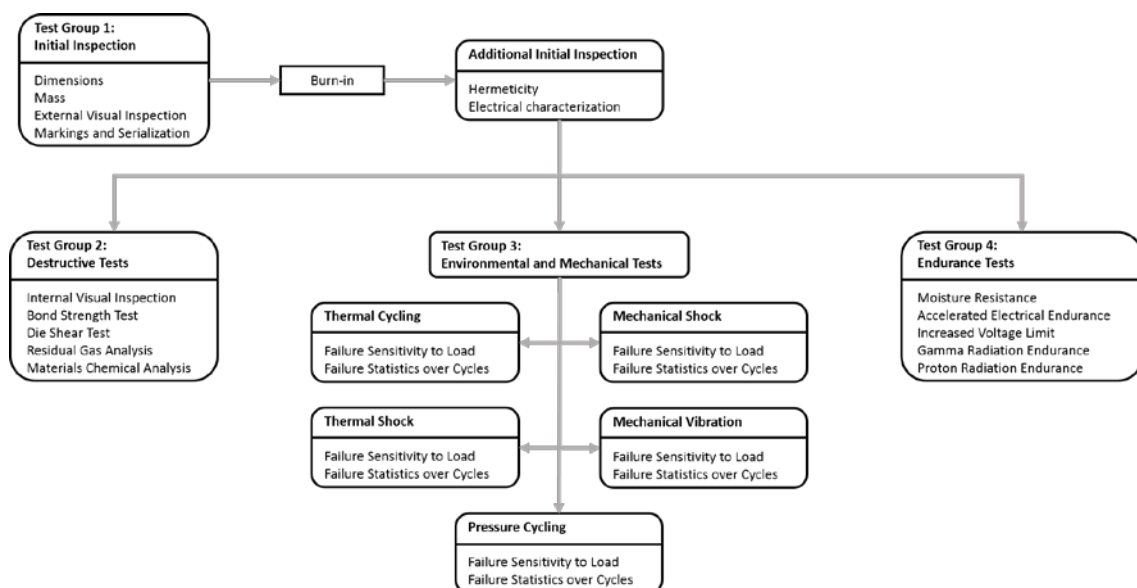 Test Group 1:
Initial Inspection
Dimensions
Mass
External Visual Inspection
Markings and Serialization
Burn-in
Additional Initial Inspection
Hermeticity
Electrical characterization
Test Group 2:
Destructive Tests
Internal Visual Inspection
Bond Strength Test
Die Shear Test
Residual Gas Analysis
Materials Chemical Analysis
Test Group 3:
Environmental and Mechanical Tests
Thermal Cycling
Failure Sensitivity to Load
Failure Statistics over Cycles
Mechanical Shock
Failure Sensitivity to Load
Failure Statistics over Cycles
Thermal Shock
Failure Sensitivity to Load
Failure Statistics over Cycles
Mechanical Vibration
Failure Sensitivity to Load
Failure Statistics over Cycles
Pressure Cycling
Failure Sensitivity to Load
Failure Statistics over Cycles
Test Group 4:
Endurance Tests
Moisture Resistance
Accelerated Electrical Endurance
Increased Voltage Limit
Gamma Radiation Endurance
Proton Radiation Endurance